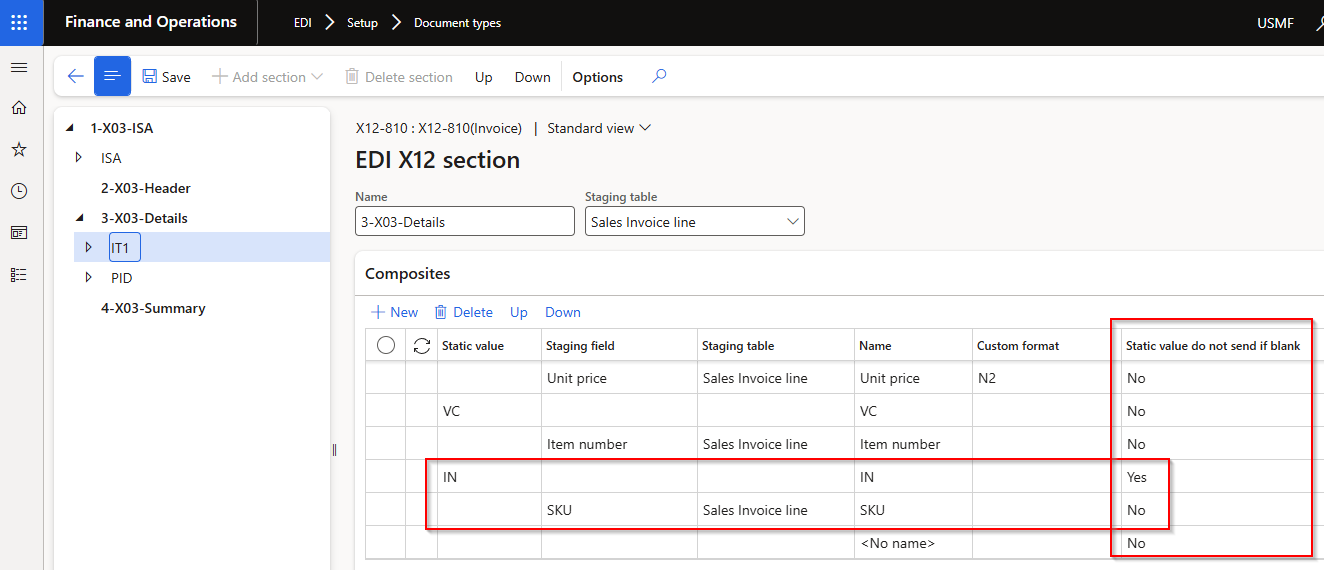 Finance and Operations EDI Setup Document types USMF
Save Add section Delete section Up Down Options
1-X03-ISA
ISA
2-X03-Header
3-X03-Details
IT1
PID
4-X03-Summary
X12-810 : X12-810(Invoice) | Standard view
EDI X12 section
Name Staging table
3-X03-Details Sales Invoice line
Composites
New Delete Up Down
Static value Staging field Staging table Name Custom format Static value do not send if blank
Unit price Sales Invoice line Unit price N2 No
VC VC No
Item number Sales Invoice line Item number No
IN IN Yes
SKU Sales Invoice line SKU No
<No name> No